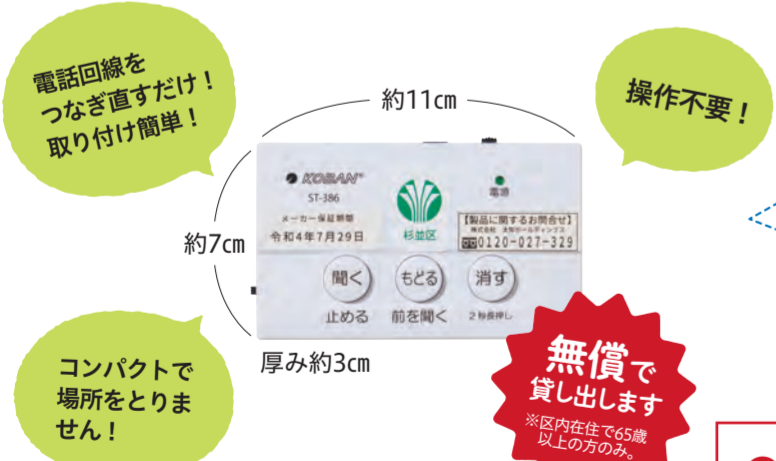 電話回線を
つなぎ直すだけ！
取り付け簡単！
操作不要！
約11㎝
約7㎝
厚み約3㎝
KOBAN®
ST-386
メーカー保証期間
令和4年7月29日
杉並区
電源
【製品に関するお問合せ】
0120-027-329
聞く
もどる
消す
止める
前を聞く
2秒長押し
コンパクトで
場所をとりま
せん！
無償で
貸し出します
※区内在住で65歳
以上の方のみ。